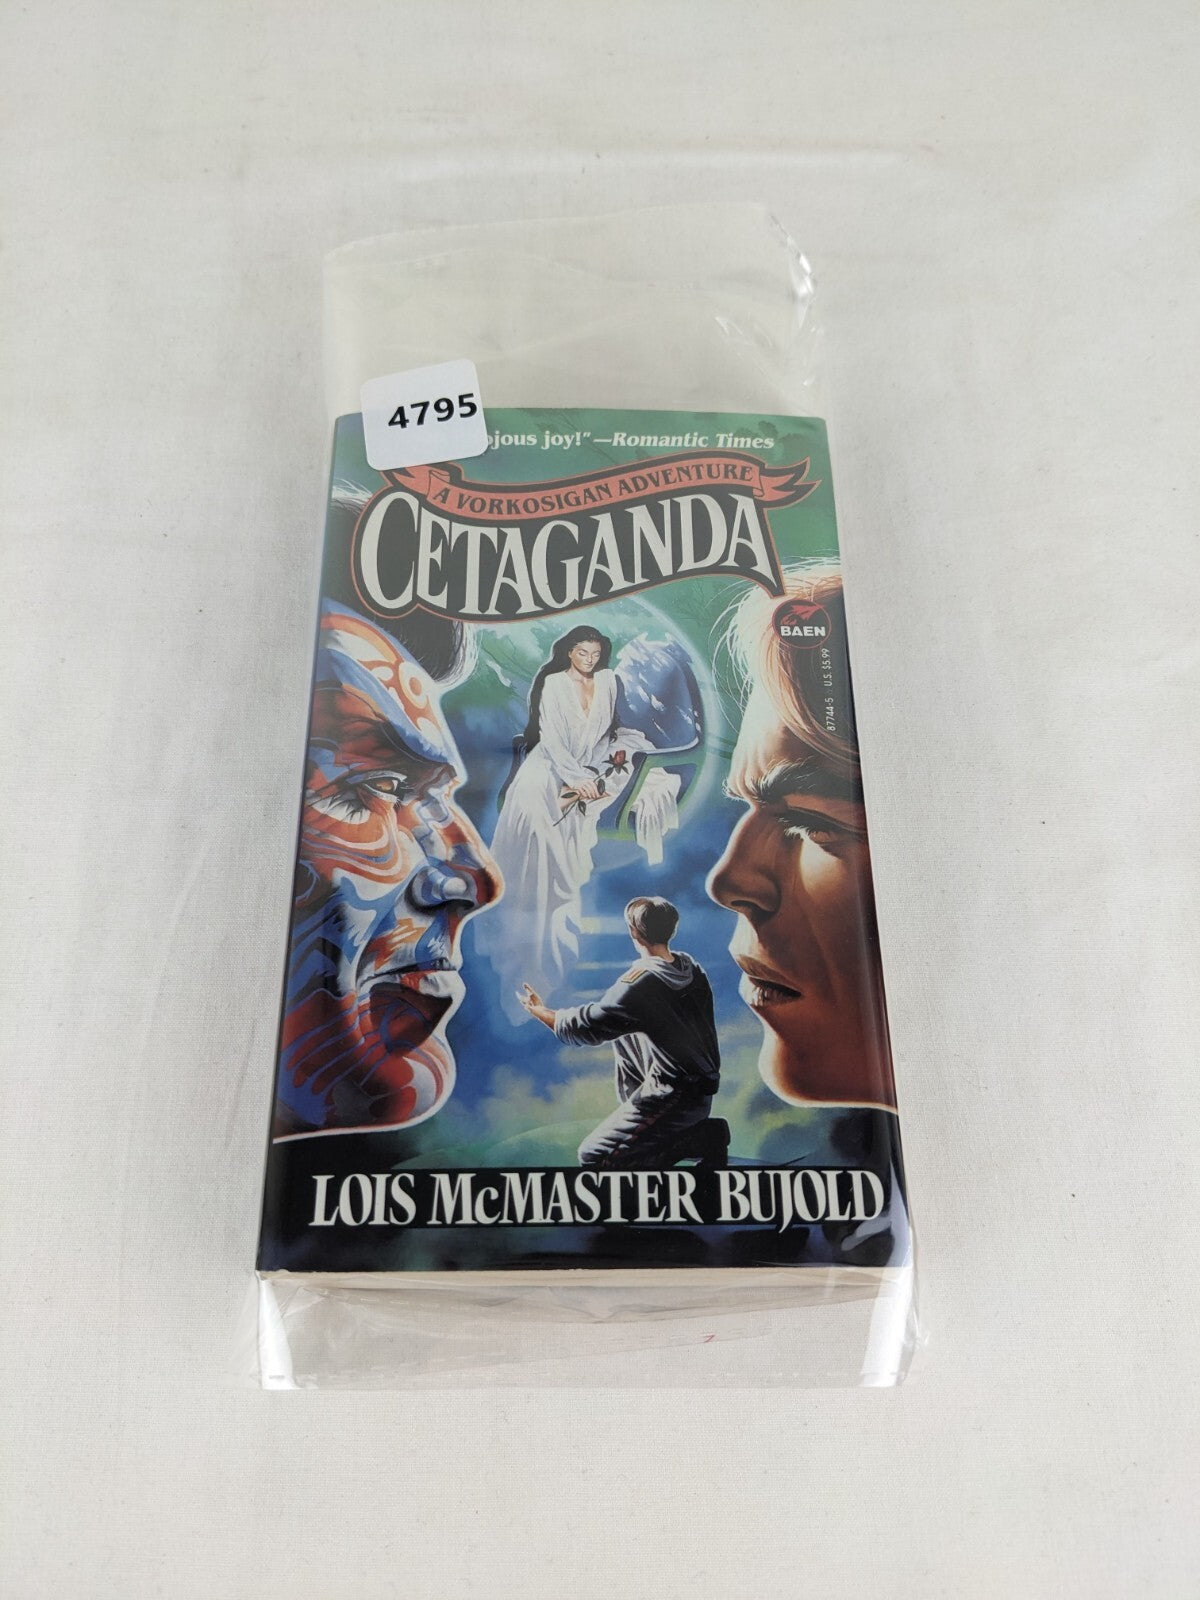 4795
joy!"—Romantic Times
A VORKOSIGAN ADVENTURE
CETAGANDA
BAEN
87744-5 U.S. $5.99
LOIS McMASTER BUJOLD